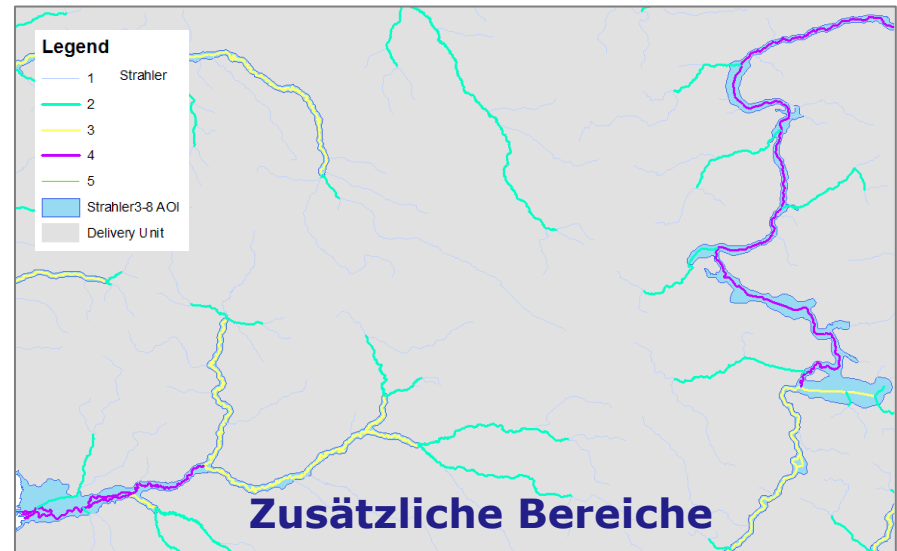 Legend
1 Strahler
2
3
4
5
Strahler3-8 AOI
Delivery Unit
Zusätzliche Bereiche